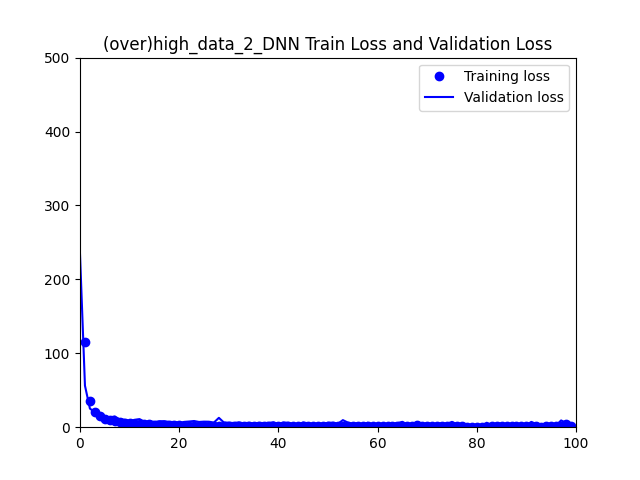 (over)high_data_2_DNN Train Loss and Validation Loss
500
400
300
200
100
0
Training loss
Validation loss
0 20 40 60 80 100